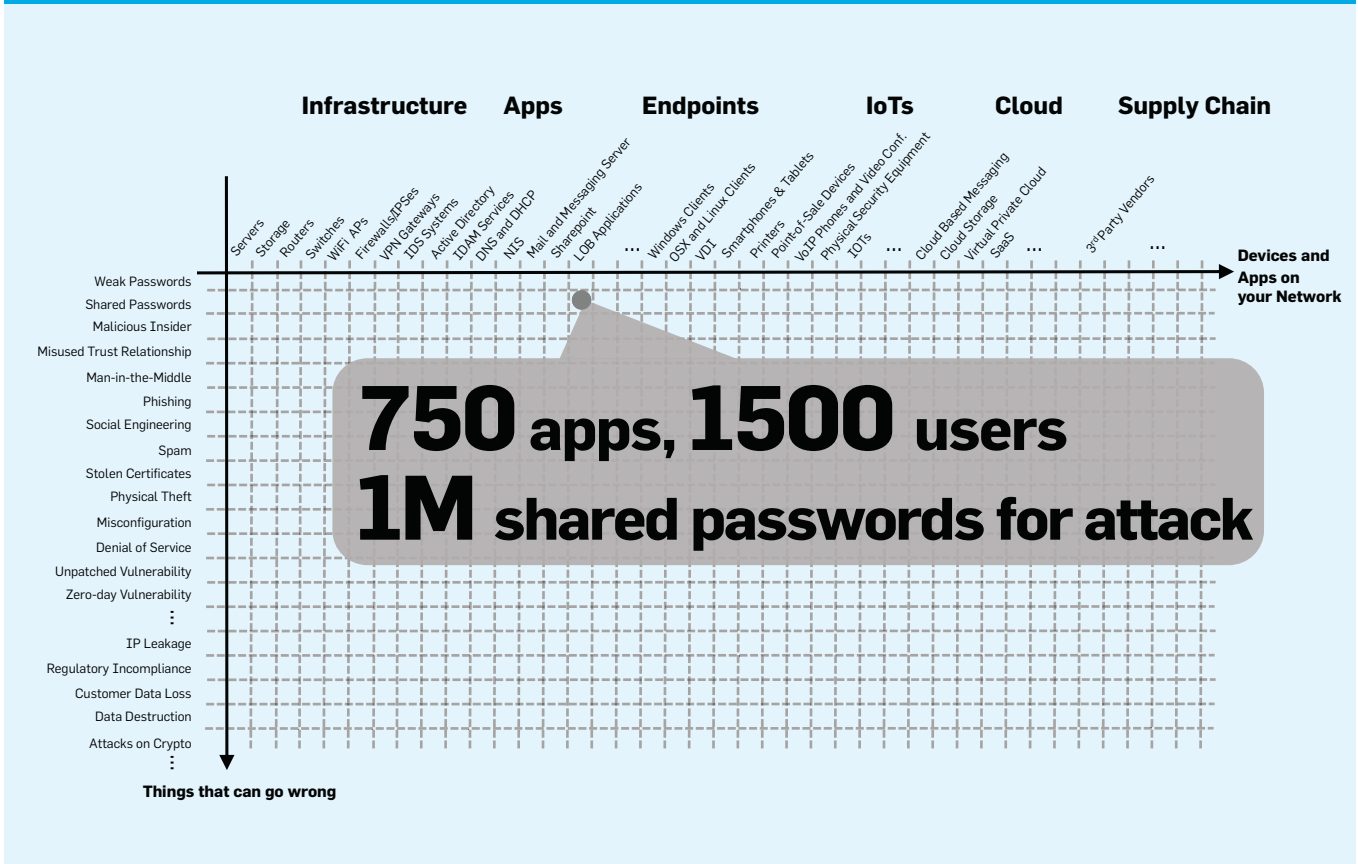 Infrastructure
Apps
Endpoints
IoTs
Cloud
Supply Chain
Servers
Storage
Routers
Switches
WiFi APs
Firewalls/IPSes
VPN Gateways
IDS Systems
Active Directory
IDAM Services
DNS and DHCP
NIS
Mail and Messaging Server
Sharepoint
LOB Applications
...
Windows Clients
OSX and Linux Clients
VDI
Smartphones & Tablets
Printers
Point-of-Sale Devices
VoIP Phones and Video Conf.
Physical Security Equipment
IOTs
...
Cloud Based Messaging
Cloud Storage
Virtual Private Cloud
SaaS
...
3rd Party Vendors
...
Devices and
Apps on
your Network
Weak Passwords
Shared Passwords
Malicious Insider
Misused Trust Relationship
Man-in-the-Middle
Phishing
Social Engineering
Spam
Stolen Certificates
Physical Theft
Misconfiguration
Denial of Service
Unpatched Vulnerability
Zero-day Vulnerability
...
IP Leakage
Regulatory Incompliance
Customer Data Loss
Data Destruction
Attacks on Crypto
...
750 apps, 1500 users
1M shared passwords for attack
Things that can go wrong